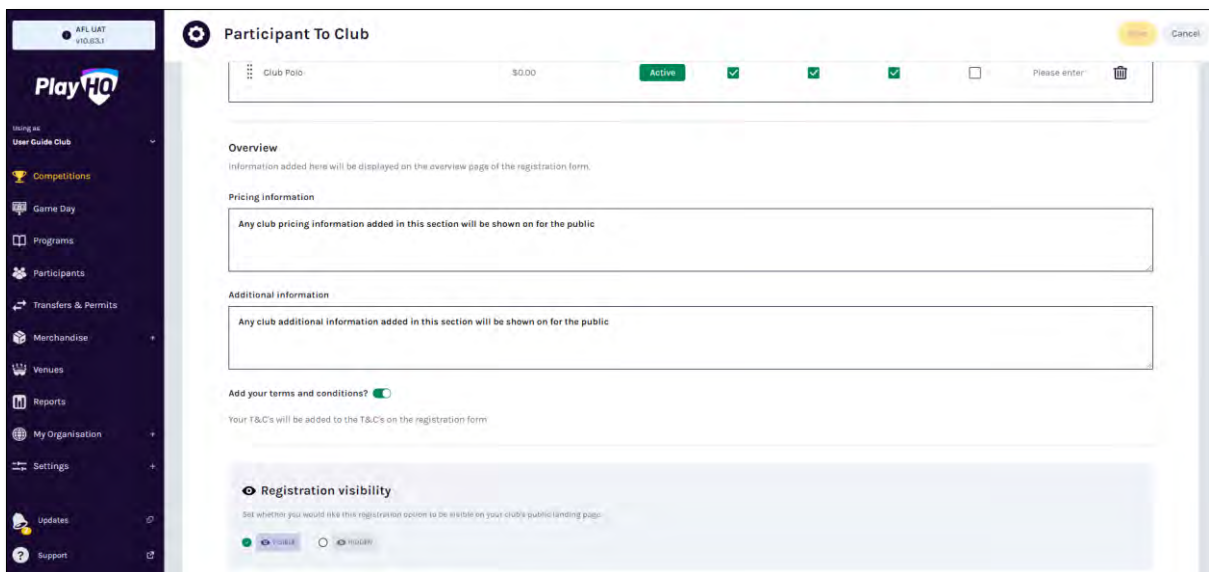 AFL UAT
v10.63.1
PlayHQ
Using as
User Guide Club
Competitions
Game Day
Programs
Participants
Transfers & Permits
Merchandise +
Venues
Reports
My Organisation +
Settings +
Updates
Support
Participant To Club
Save Cancel
Club Polo $0.00 Active Please enter
Overview
Information added here will be displayed on the overview page of the registration form.
Pricing information
Any club pricing information added in this section will be shown on for the public
Additional information
Any club additional information added in this section will be shown on for the public
Add your terms and conditions?
Your T&C's will be added to the T&C's on the registration form
Registration visibility
Set whether you would like this registration option to be visible on your club's public landing page.
VISIBLE HIDDEN